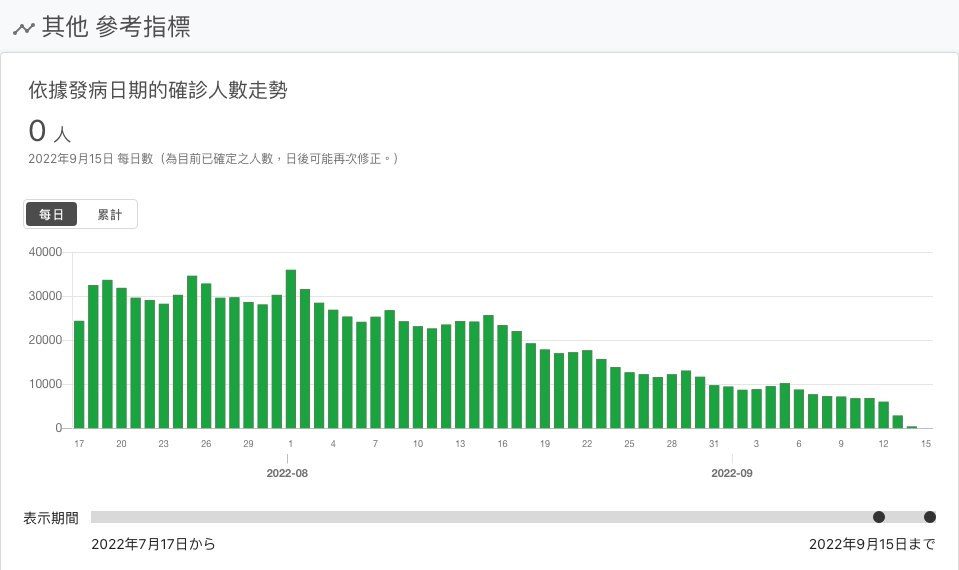 其他 參考指標
依據發病日期的確診人數走勢
0 人
2022年9月15日 每日數（為目前已確定之人數，日後可能再次修正。）
每日 累計
40000
30000
20000
10000
0
17 20 23 26 29 1 4 7 10 13 16 19 22 25 28 31 3 6 9 12 15
2022-08 2022-09
表示期間
2022年7月17日から 2022年9月15日まで